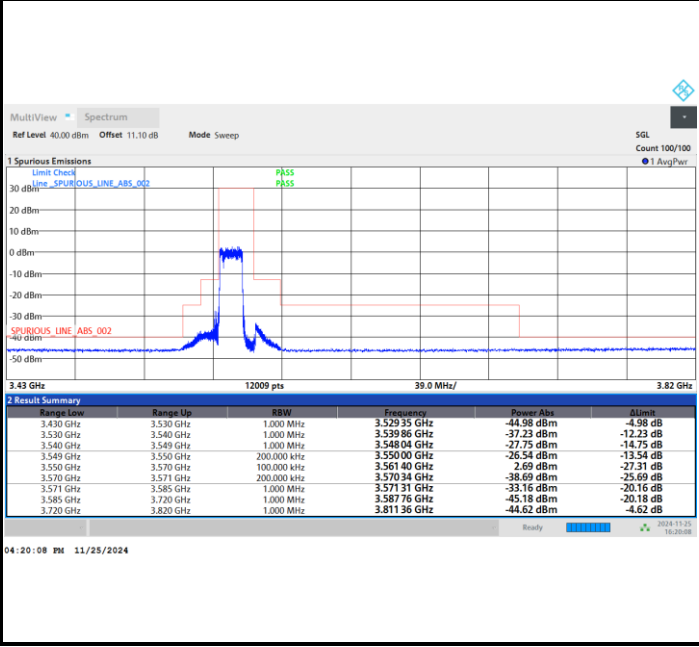 MultiView Spectrum
Ref Level 40.00 dBm Offset 11.10 dB Mode Sweep SGL
Count 100/100
1 Spurious Emissions 1 AvgPwr
Limit Check PASS
Line _SPURIOUS_LINE_ABS_002 PASS
30 dBm
20 dBm
10 dBm
0 dBm
-10 dBm
-20 dBm
-30 dBm
SPURIOUS_LINE_ABS_002
-40 dBm
-50 dBm
3.43 GHz 12009 pts 39.0 MHz/ 3.82 GHz
2 Result Summary
Range Low Range Up RBW Frequency Power Abs ΔLimit
3.430 GHz 3.530 GHz 1.000 MHz 3.529 35 GHz -44.98 dBm -4.98 dB
3.530 GHz 3.540 GHz 1.000 MHz 3.539 86 GHz -37.23 dBm -12.23 dB
3.540 GHz 3.549 GHz 1.000 MHz 3.548 04 GHz -27.75 dBm -14.75 dB
3.549 GHz 3.550 GHz 200.000 kHz 3.550 00 GHz -26.54 dBm -13.54 dB
3.550 GHz 3.570 GHz 100.000 kHz 3.561 40 GHz 2.69 dBm -27.31 dB
3.570 GHz 3.571 GHz 200.000 kHz 3.570 34 GHz -38.69 dBm -25.69 dB
3.571 GHz 3.585 GHz 1.000 MHz 3.571 31 GHz -33.16 dBm -20.16 dB
3.585 GHz 3.720 GHz 1.000 MHz 3.587 76 GHz -45.18 dBm -20.18 dB
3.720 GHz 3.820 GHz 1.000 MHz 3.811 36 GHz -44.62 dBm -4.62 dB
Ready 2024-11-25
16:20:08
04:20:08 PM 11/25/2024